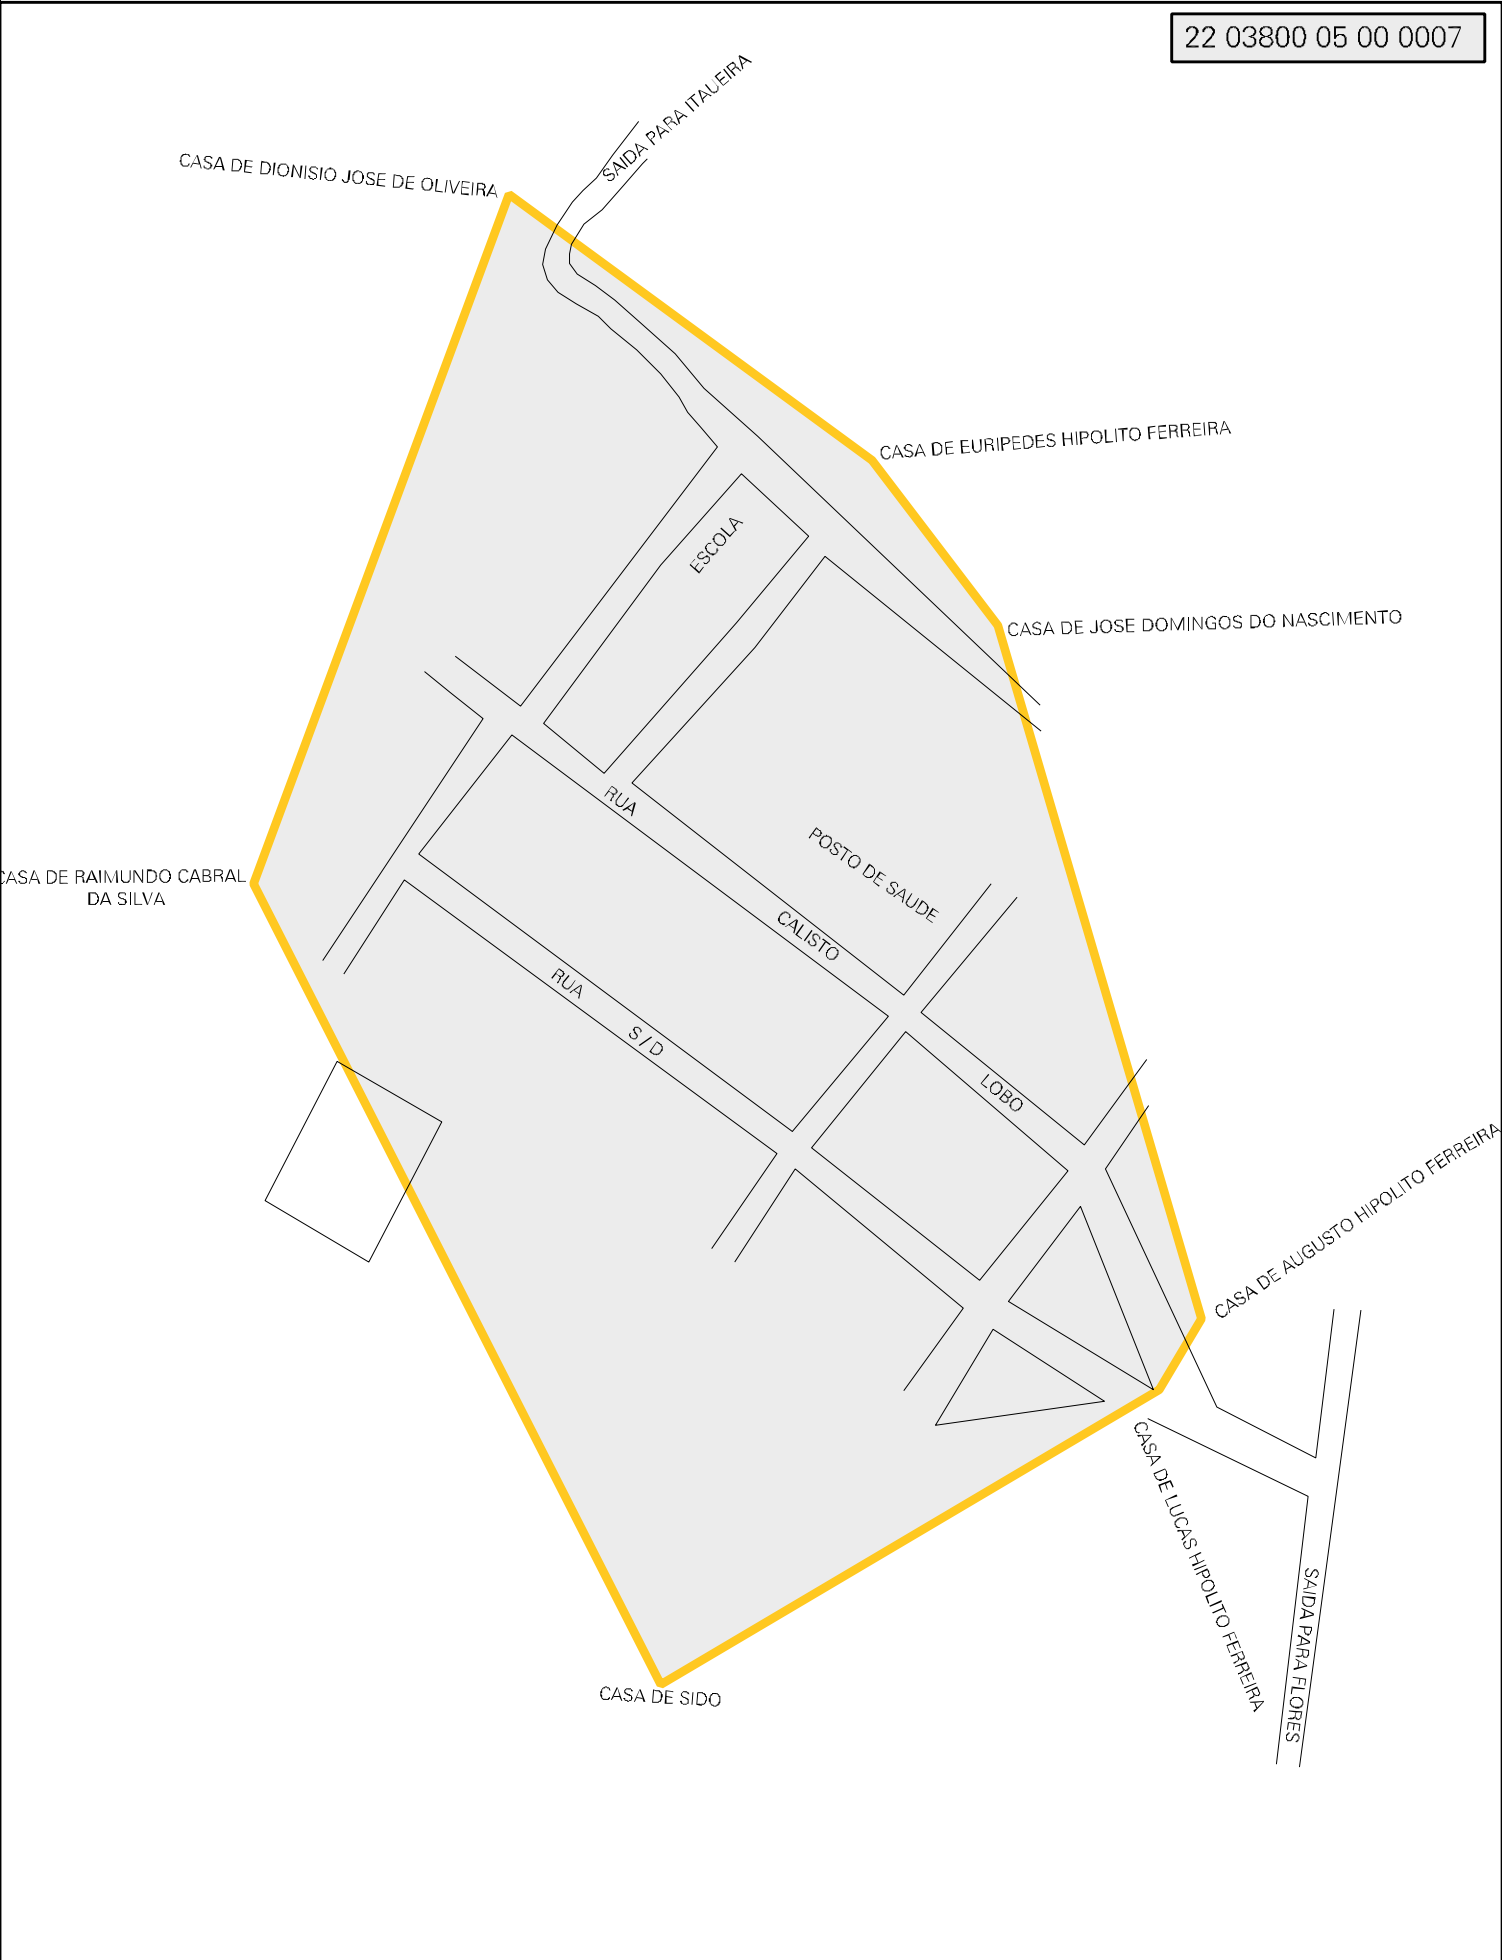 22 03800 05 00 0007
SAIDA PARA ITAUEIRA
CASA DE DIONISIO JOSE DE OLIVEIRA
CASA DE EURIPEDES HIPOLITO FERREIRA
ESCOLA
CASA DE JOSE DOMINGOS DO NASCIMENTO
RUA CALISTO LOBO
POSTO DE SAUDE
CASA DE RAIMUNDO CABRAL
DA SILVA
RUA S/D
CASA DE AUGUSTO HIPOLITO FERREIRA
CASA DE LUCAS HIPOLITO FERREIRA
SAIDA PARA FLORES
CASA DE SIDO